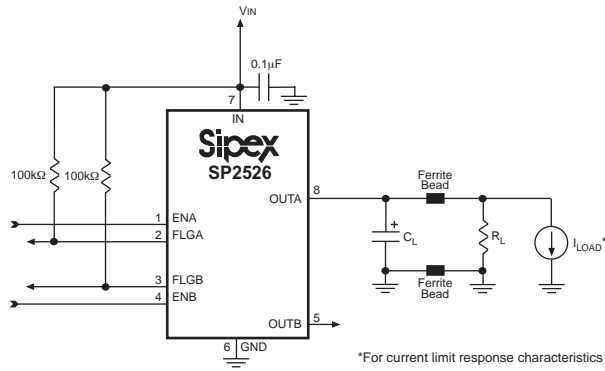 VIN
0.1µF
7
IN
Sipex
SP2526
100kΩ 100kΩ
OUTA
8
Ferrite
Bead
1 ENA
2 FLGA
CL
+
RL
ILOAD*
3 FLGB
4 ENB
Ferrite
Bead
OUTB
5
6 GND
*For current limit response characteristics